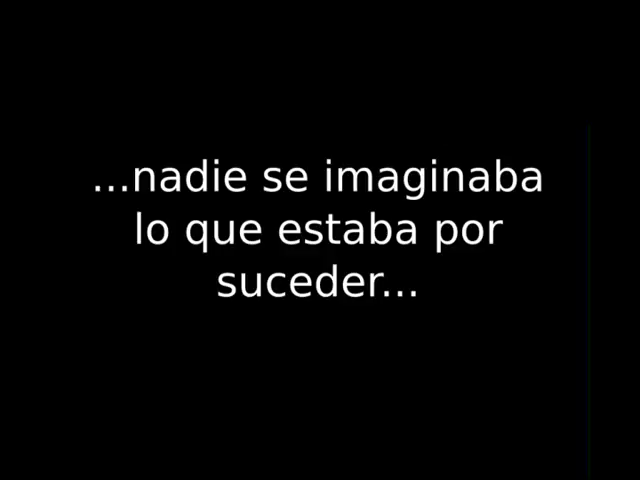 ...nadie se imaginaba
lo que estaba por
suceder...